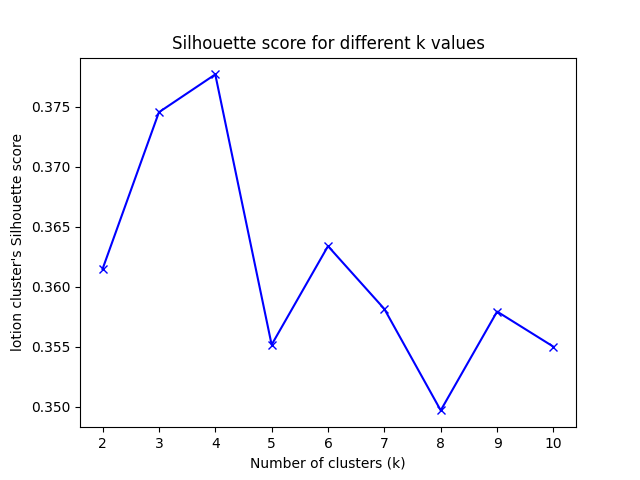 Silhouette score for different k values
lotion cluster's Silhouette score
0.375
0.370
0.365
0.360
0.355
0.350
2 3 4 5 6 7 8 9 10
Number of clusters (k)